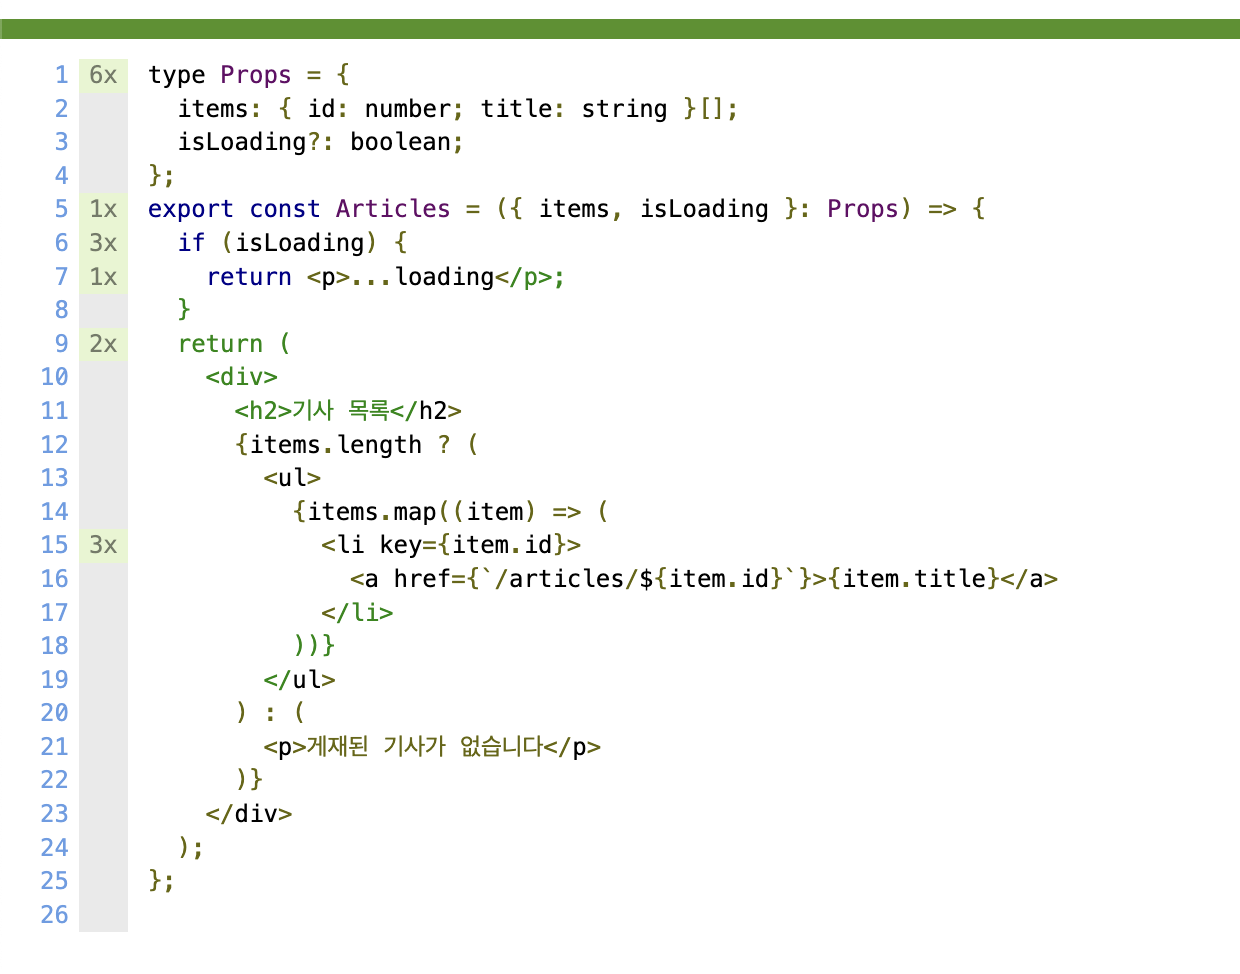 1 6x type Props = {
2 items: { id: number; title: string }[];
3 isLoading?: boolean;
4 };
5 1x export const Articles = ({ items, isLoading }: Props) => {
6 3x if (isLoading) {
7 1x return <p>...loading</p>;
8 }
9 2x return (
10 <div>
11 <h2>기사 목록</h2>
12 {items.length ? (
13 <ul>
14 {items.map((item) => (
15 3x <li key={item.id}>
16 <a href={`/articles/${item.id}`}>{item.title}</a>
17 </li>
18 ))}
19 </ul>
20 ) : (
21 <p>게재된 기사가 없습니다</p>
22 )}
23 </div>
24 );
25 };
26